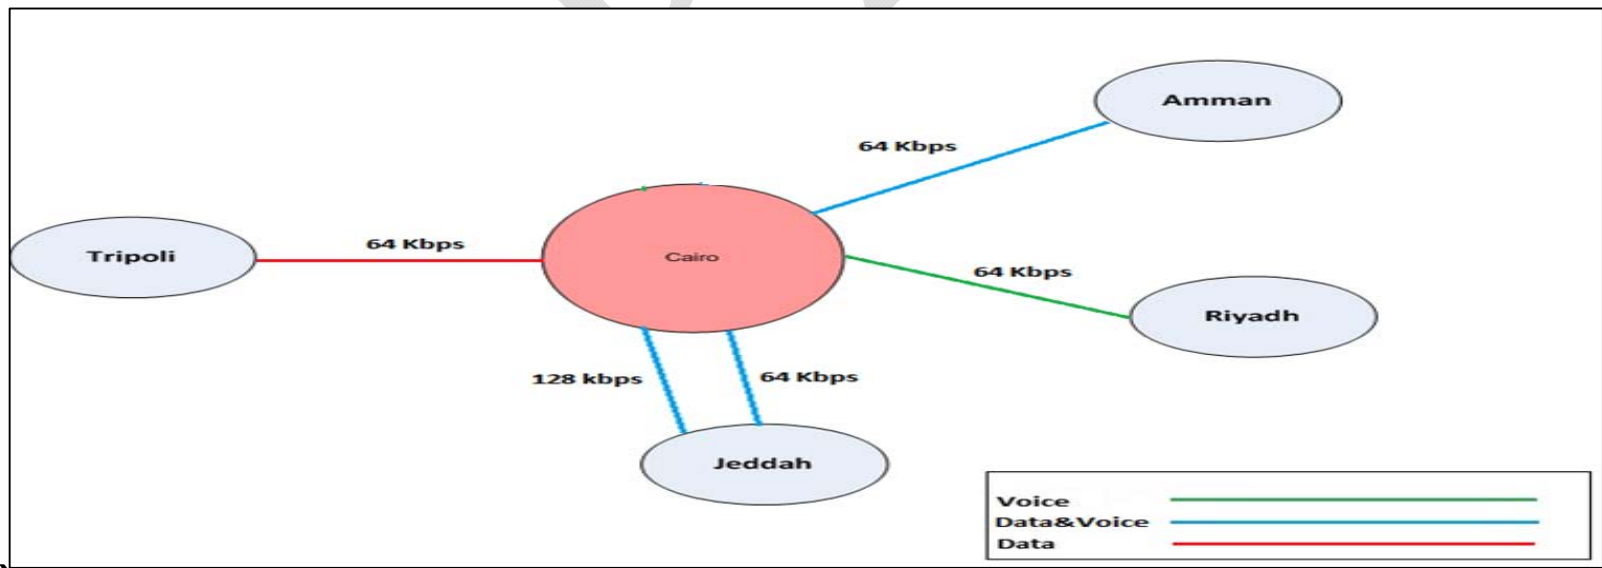 Amman
64 Kbps
64 Kbps
Tripoli
Cairo
64 Kbps
Riyadh
128 kbps
64 Kbps
Jeddah
Voice
Data&Voice
Data